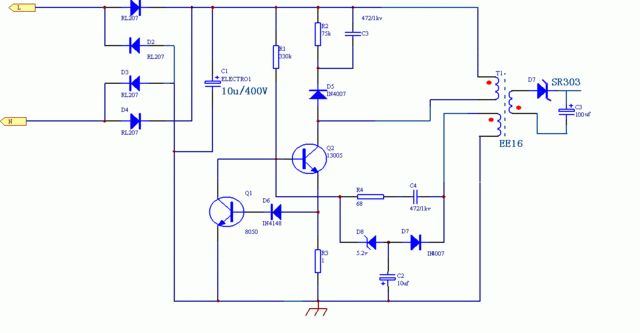 L
RL207
D2
RL207
D3
RL207
D4
RL207
N
C1
ELECTRO1
10u/400V
R1
330k
R2
75k
472/1kv
C3
D5
IN4007
Q2
13005
Q1
8050
D6
IN4148
R3
1
R4
68
C4
472/1kv
D8
5.2v
D7
IN4007
C2
10uf
T1.
EE16
D7
SR303
C3
100uf